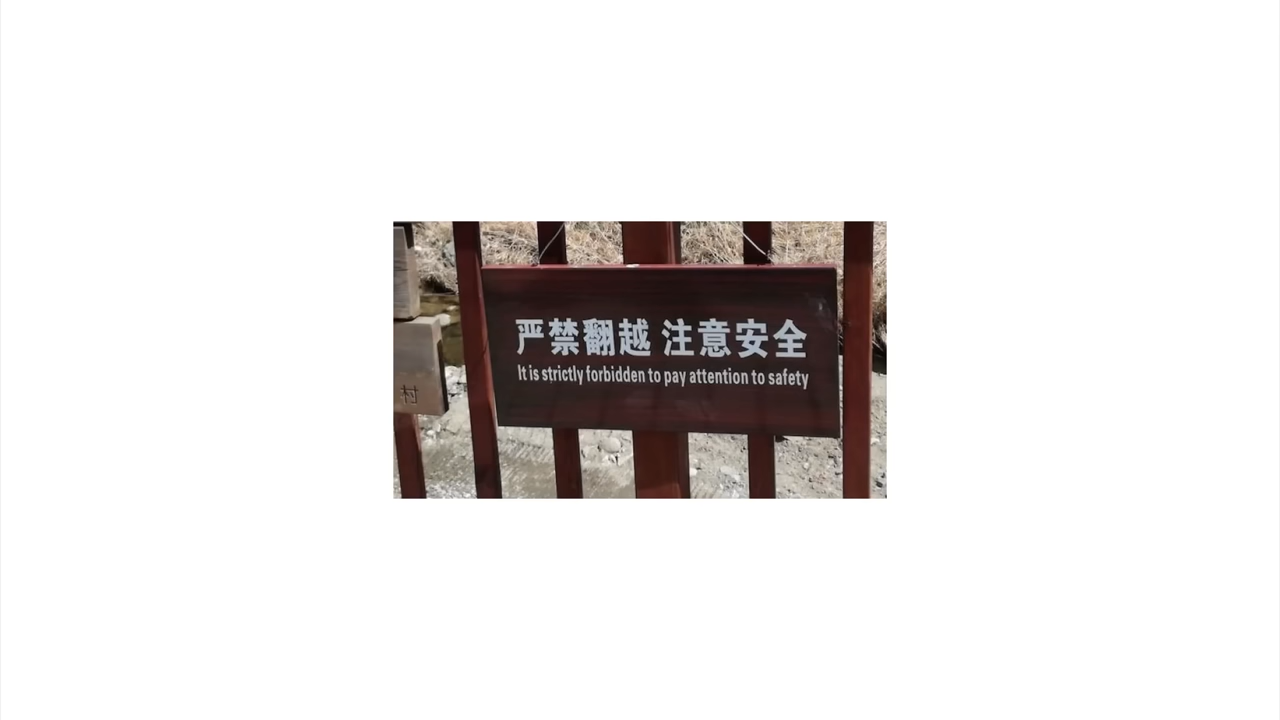 严禁翻越 注意安全
It is strictly forbidden to pay attention to safety
村